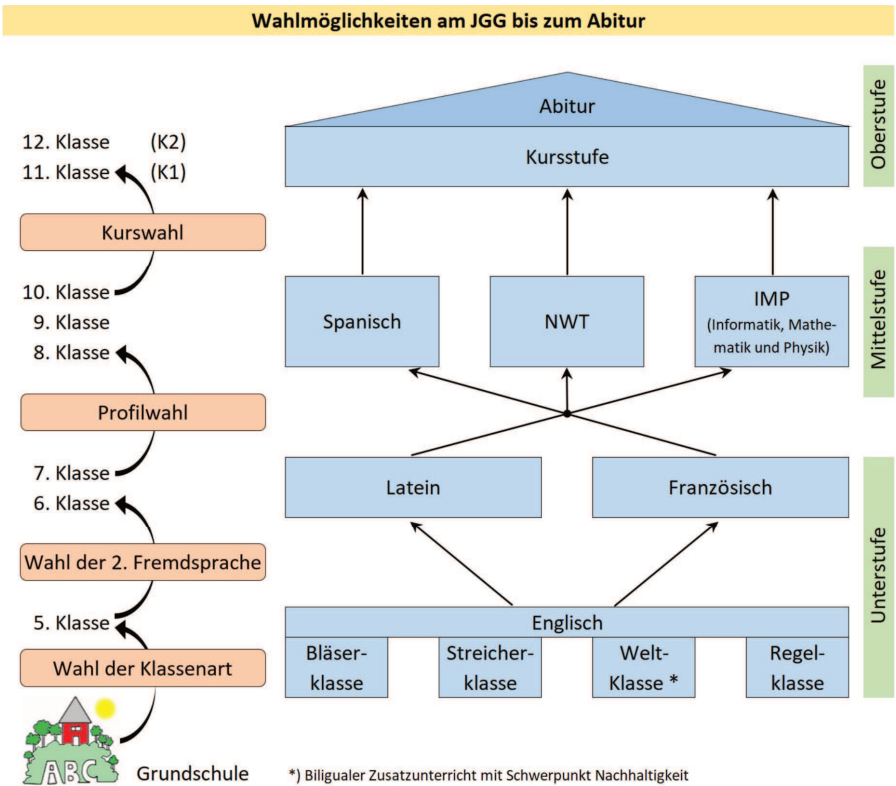 Wahlmöglichkeiten am JGG bis zum Abitur
Oberstufe
Abitur
Kursstufe
12. Klasse (K2)
11. Klasse (K1)
Kurswahl
10. Klasse
9. Klasse
8. Klasse
Mittelstufe
Spanisch
NWT
IMP
(Informatik, Mathe-
matik und Physik)
Profilwahl
7. Klasse
6. Klasse
Unterstufe
Latein
Französisch
Wahl der 2. Fremdsprache
5. Klasse
Englisch
Wahl der Klassenart
Bläser-
klasse
Streicher-
klasse
Welt-
Klasse *
Regel-
klasse
ABC
Grundschule
*) Biligualer Zusatzunterricht mit Schwerpunkt Nachhaltigkeit